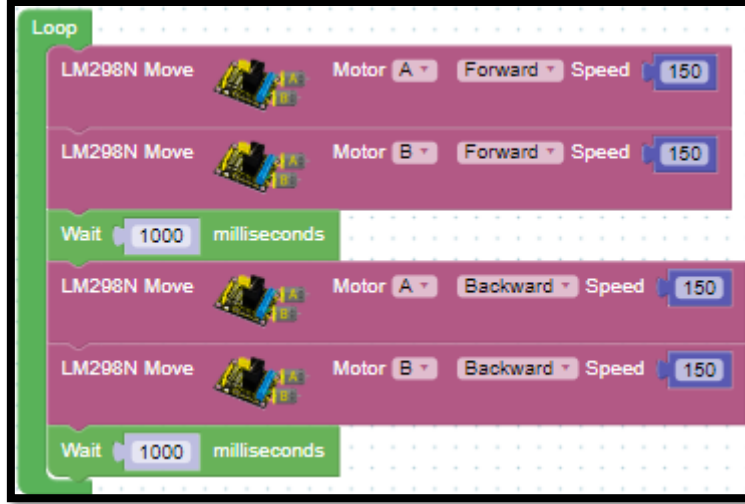 Loop
LM298N Move A B Motor A Forward Speed 150
LM298N Move A B Motor B Forward Speed 150
Wait 1000 milliseconds
LM298N Move A B Motor A Backward Speed 150
LM298N Move A B Motor B Backward Speed 150
Wait 1000 milliseconds